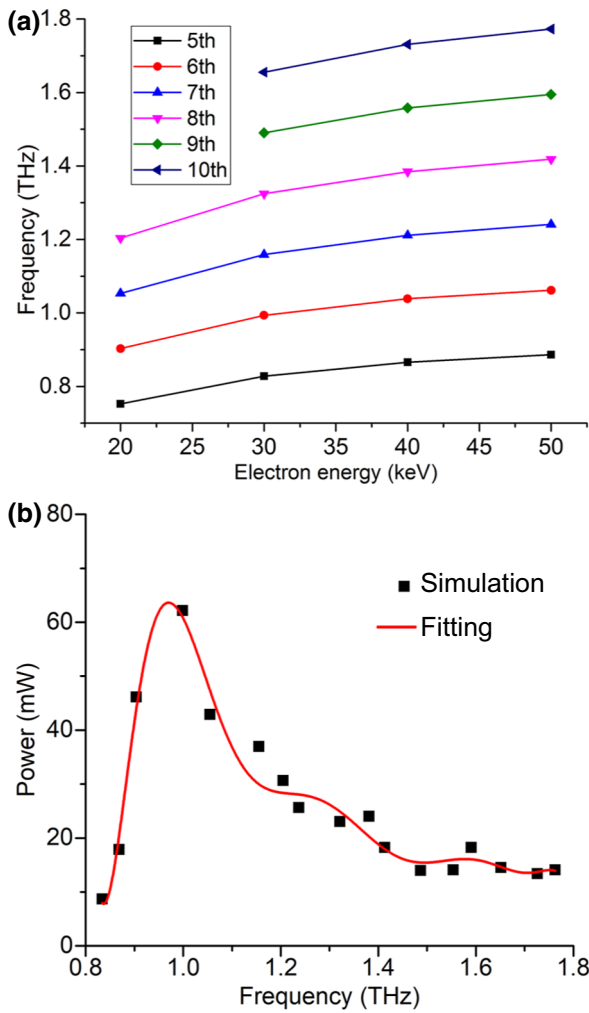 (a)
1.8
1.6
1.4
1.2
1.0
0.8
Frequency (THz)
5th
6th
7th
8th
9th
10th
20 25 30 35 40 45 50
Electron energy (keV)
(b)
80
60
40
20
0
Power (mW)
Simulation
Fitting
0.8 1.0 1.2 1.4 1.6 1.8
Frequency (THz)